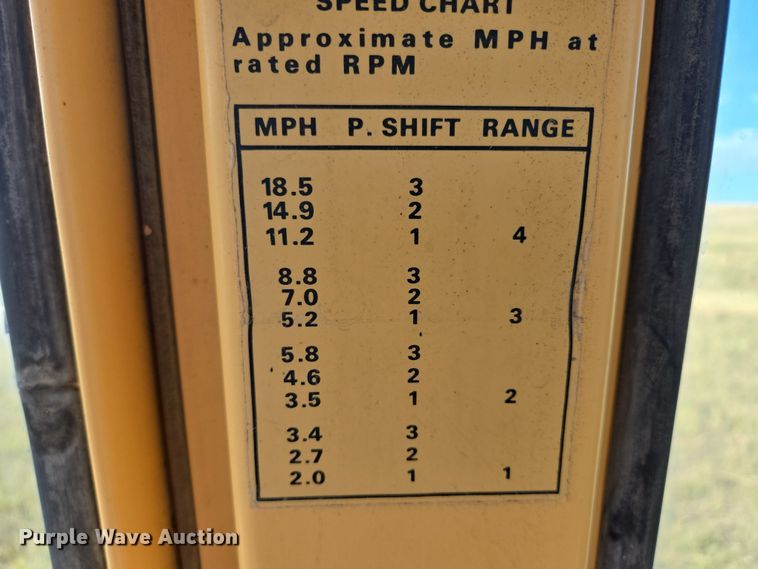 SPEED CHART
Approximate MPH at
rated RPM
MPH P. SHIFT RANGE
18.5 3
14.9 2
11.2 1 4
8.8 3
7.0 2
5.2 1 3
5.8 3
4.6 2
3.5 1 2
3.4 3
2.7 2
2.0 1 1
Purple Wave Auction